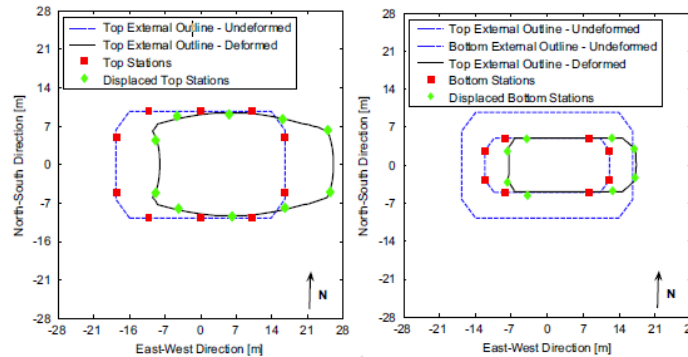 Top External Outline - Undeformed
Top External Outline - Deformed
Top Stations
Displaced Top Stations
North-South Direction [m]
28
21
14
7
0
-7
-14
-21
-28
N
-28 -21 -14 -7 0 7 14 21 28
East-West Direction [m]
Top External Outline - Undeformed
Bottom External Outline - Undeformed
Top External Outline - Deformed
Bottom Stations
Displaced Bottom Stations
North-South Direction [m]
28
21
14
7
0
-7
-14
-21
-28
N
-28 -21 -14 -7 0 7 14 21 28
East-West Direction [m]